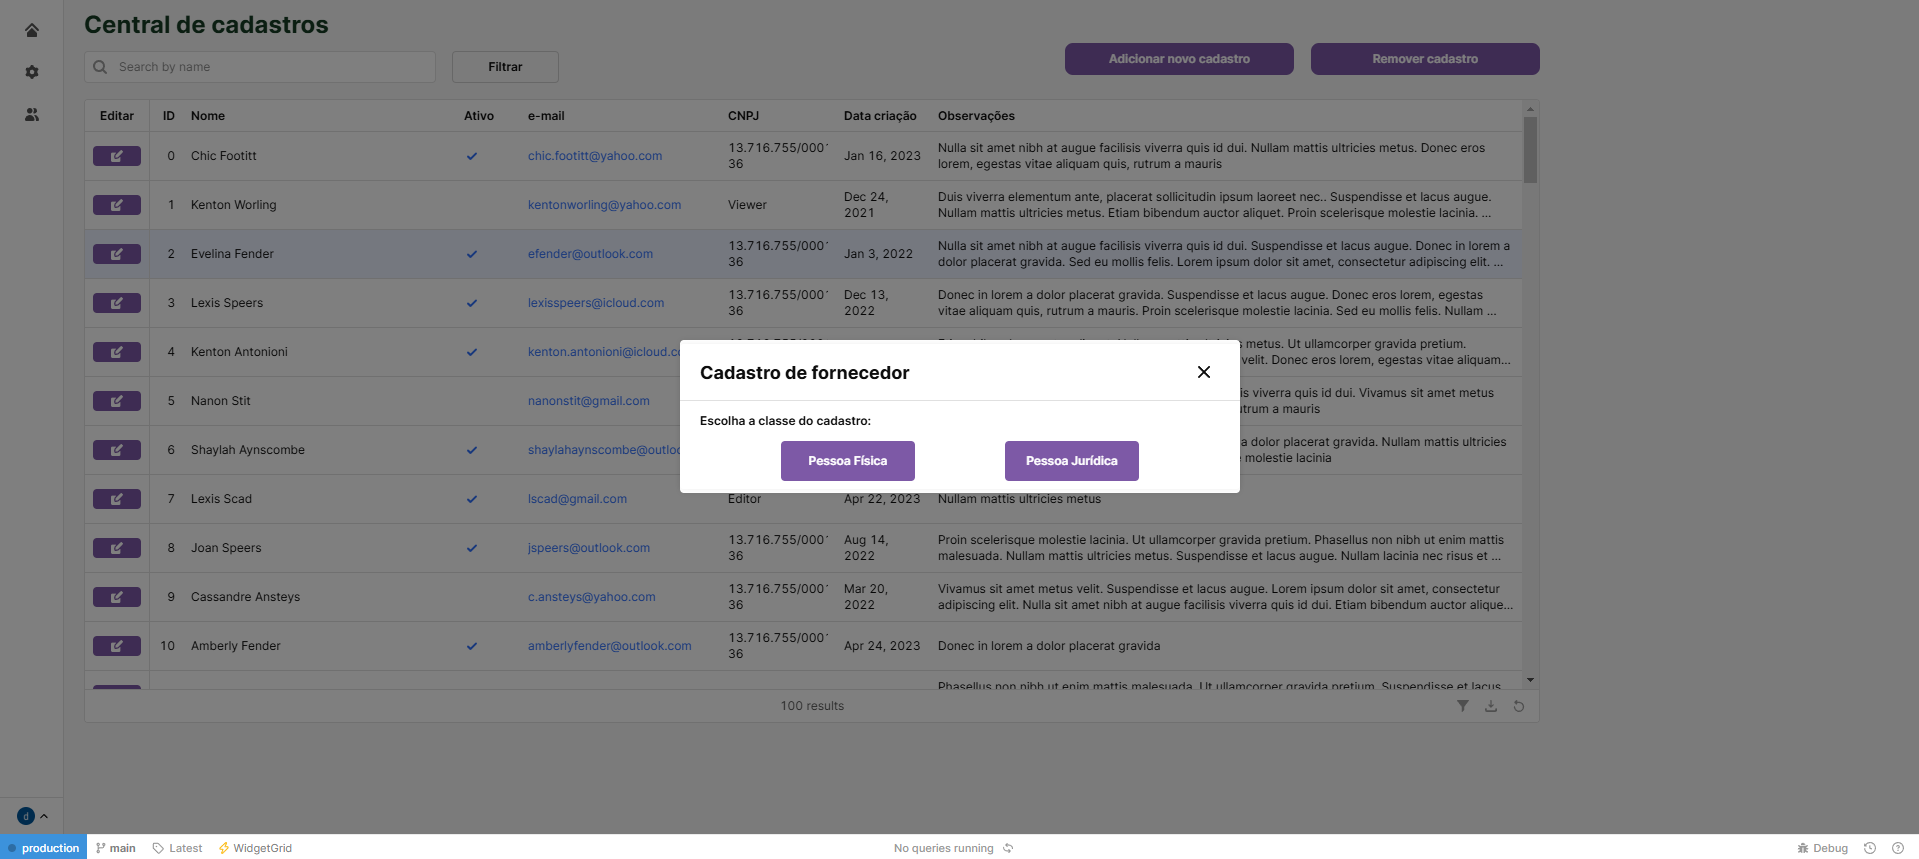 Central de cadastros
Search by name
Filtrar
Adicionar novo cadastro
Remover cadastro
Editar ID Nome Ativo e-mail CNPJ Data criação Observações
0 Chic Footitt chic.footitt@yahoo.com 13.716.755/000 Jan 16, 2023 Nulla sit amet nibh at augue facilisis viverra quis id dui. Nullam mattis ultricies metus. Donec eros
36 lorem, egestas vitae aliquam quis, rutrum a mauris
1 Kenton Worling kentonworling@yahoo.com Viewer Dec 24, Duis viverra elementum ante, placerat sollicitudin ipsum laoreet nec.. Suspendisse et lacus augue.
2021 Nullam mattis ultricies metus. Etiam bibendum auctor aliquet. Proin scelerisque molestie lacinia. ...
2 Evelina Fender efender@outlook.com 13.716.755/000 Jan 3, 2022 Nulla sit amet nibh at augue facilisis viverra quis id dui. Suspendisse et lacus augue. Donec in lorem a
36 dolor placerat gravida. Sed eu mollis felis. Lorem ipsum dolor sit amet, consectetur adipiscing elit. ...
3 Lexis Speers lexisspeers@icloud.com 13.716.755/000 Dec 13, Donec in lorem a dolor placerat gravida. Suspendisse et lacus augue. Donec eros lorem, egestas
36 2022 vitae aliquam quis, rutrum a mauris. Proin scelerisque molestie lacinia. Sed eu mollis felis. Nullam ...
4 Kenton Antonioni kenton.antonioni@icloud.c metus. Ut ullamcorper gravida pretium.
velit. Donec eros lorem, egestas vitae aliquam...
5 Nanon Stit nanonstit@gmail.com viverra quis id dui. Vivamus sit amet metus
a mauris
6 Shaylah Aynscombe shaylahaynscombe@outlo a dolor placerat gravida. Nullam mattis ultricies
molestie lacinia
Cadastro de fornecedor
Escolha a classe do cadastro:
Pessoa Física
Pessoa Jurídica
7 Lexis Scad lscad@gmail.com Editor Apr 22, 2023 Nullam mattis ultricies metus
8 Joan Speers jspeers@outlook.com 13.716.755/000 Aug 14, Proin scelerisque molestie lacinia. Ut ullamcorper gravida pretium. Phasellus non nibh ut enim mattis
36 2022 malesuada. Nullam mattis ultricies metus. Suspendisse et lacus augue. Nullam lacinia nec risus et ...
9 Cassandre Ansteys c.ansteys@yahoo.com 13.716.755/000 Mar 20, Vivamus sit amet metus velit. Suspendisse et lacus augue. Lorem ipsum dolor sit amet, consectetur
36 2022 adipiscing elit. Nulla sit amet nibh at augue facilisis viverra quis id dui. Etiam bibendum auctor alique...
10 Amberly Fender amberlyfender@outlook.com 13.716.755/000 Apr 24, 2023 Donec in lorem a dolor placerat gravida
36
Phasellus non nibh ut enim mattis malesuada. Ut ullamcorper gravida pretium. Suspendisse et lacus
100 results
d
production main Latest WidgetGrid No queries running Debug